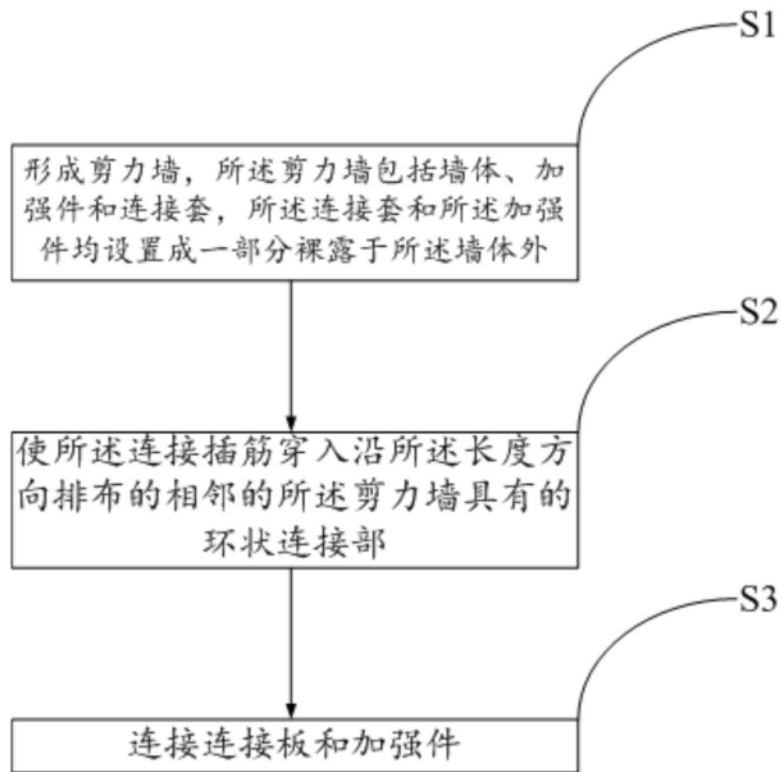 S1
形成剪力墙，所述剪力墙包括墙体、加
强件和连接套，所述连接套和所述加强
件均设置成一部分裸露于所述墙体外
S2
使所述连接插筋穿入沿所述长度方
向排布的相邻的所述剪力墙具有的
环状连接部
S3
连接连接板和加强件